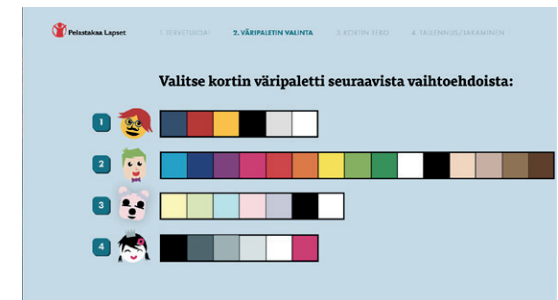 Pelastakaa Lapset
1. TERVETULOA!
2. VÄRIPALETIN VALINTA
3. KORTIN TEKO
4. TALLENNUS/JAKAMINEN
Valitse kortin väripaletti seuraavista vaihtoehdoista:
1
2
3
4